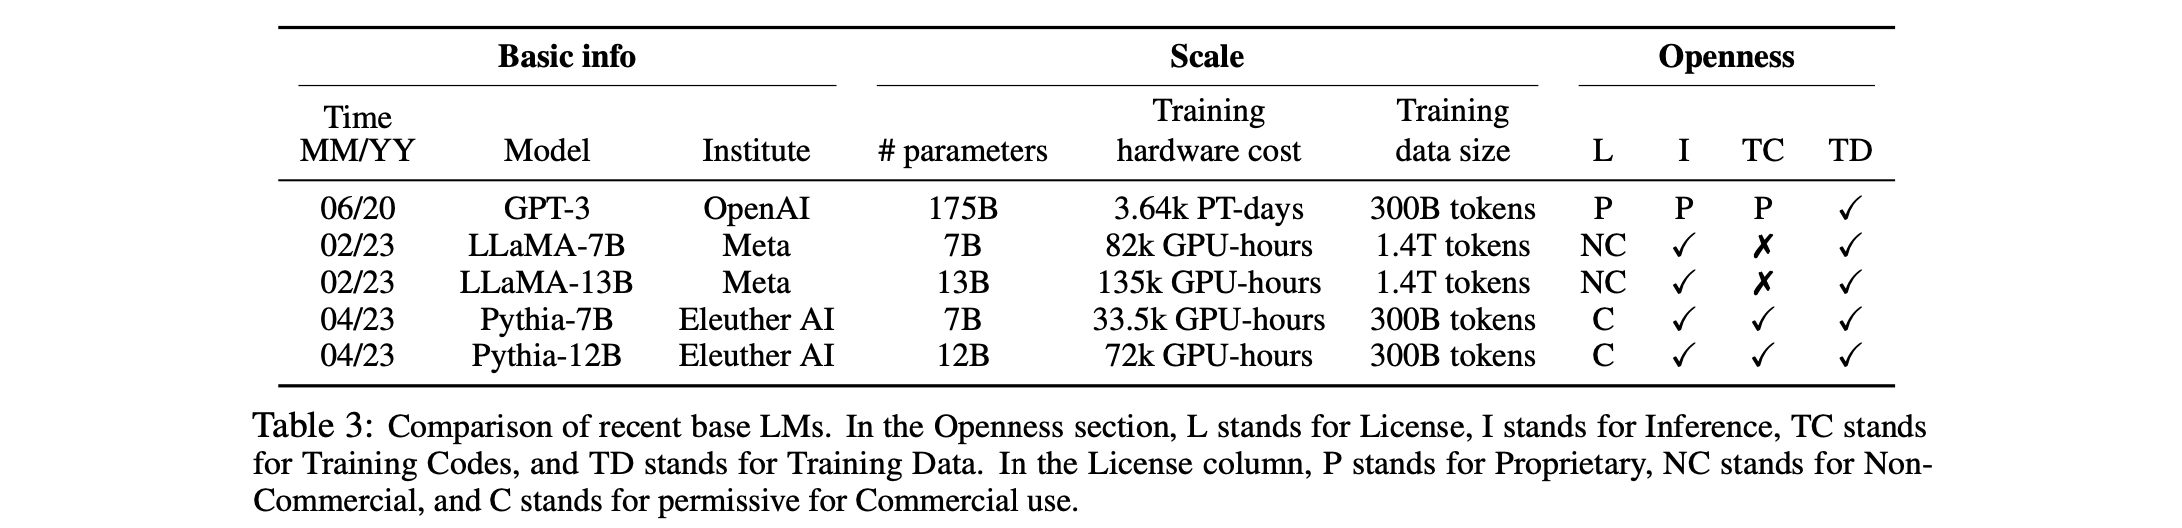 Basic info Scale Openness
Time Training Training
MM/YY Model Institute # parameters hardware cost data size L I TC TD
06/20 GPT-3 OpenAI 175B 3.64k PT-days 300B tokens P P P ✓
02/23 LLaMA-7B Meta 7B 82k GPU-hours 1.4T tokens NC ✓ ✗ ✓
02/23 LLaMA-13B Meta 13B 135k GPU-hours 1.4T tokens NC ✓ ✗ ✓
04/23 Pythia-7B Eleuther AI 7B 33.5k GPU-hours 300B tokens C ✓ ✓ ✓
04/23 Pythia-12B Eleuther AI 12B 72k GPU-hours 300B tokens C ✓ ✓ ✓
Table 3: Comparison of recent base LMs. In the Openness section, L stands for License, I stands for Inference, TC stands
for Training Codes, and TD stands for Training Data. In the License column, P stands for Proprietary, NC stands for Non-
Commercial, and C stands for permissive for Commercial use.